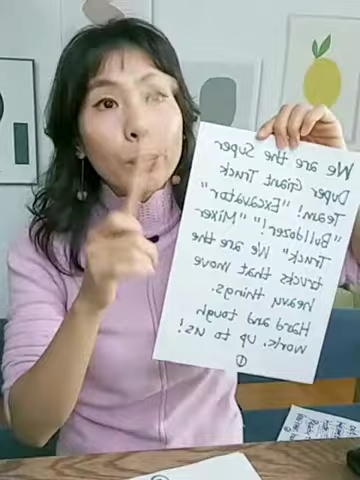 We are the Super
Duper Giant Truck
Team! "Excavator"
"Bulldozer!" "Mixer
Truck" We are the
trucks that move
heavy things.
Hard and tough
works, up to us!
①